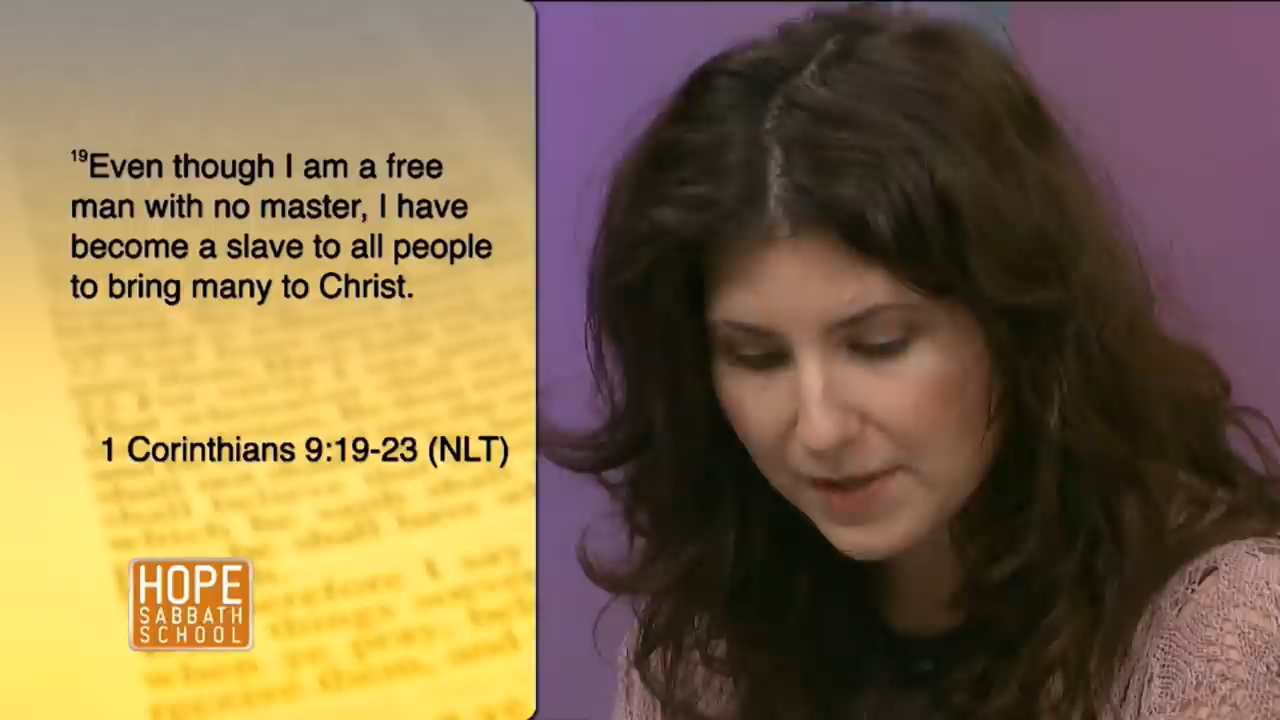 ¹⁹Even though I am a free
man with no master, I have
become a slave to all people
to bring many to Christ.
1 Corinthians 9:19-23 (NLT)
HOPE
SABBATH
SCHOOL